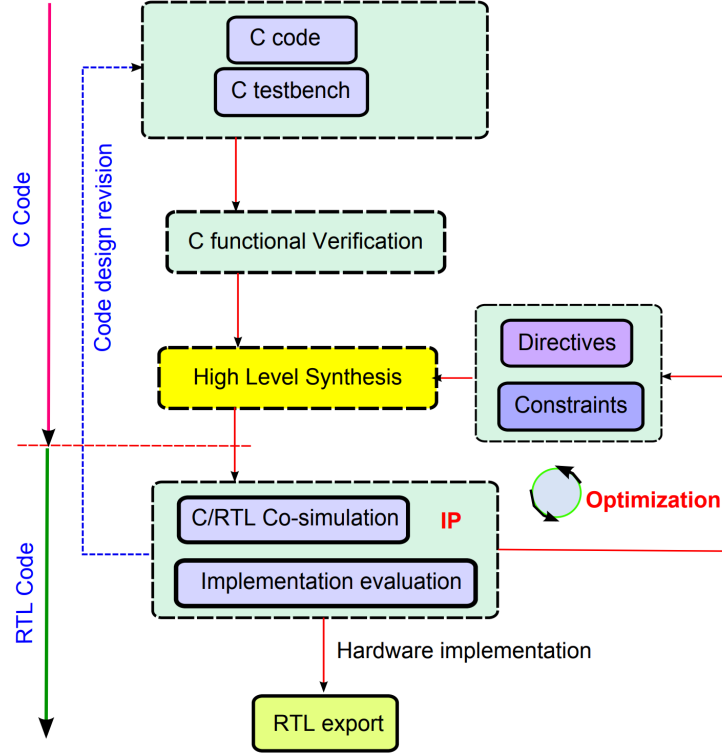 C code
C testbench
C Code
Code design revision
C functional Verification
High Level Synthesis
Directives
Constraints
Optimization
C/RTL Co-simulation
IP
Implementation evaluation
RTL Code
Hardware implementation
RTL export